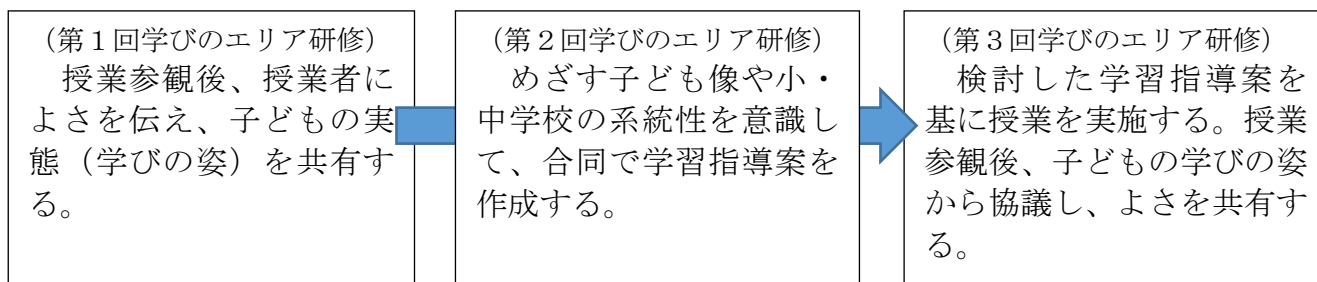 （第１回学びのエリア研修）
授業参観後、授業者に
よさを伝え、子どもの実
態（学びの姿）を共有す
る。
（第２回学びのエリア研修）
めざす子ども像や小・
中学校の系統性を意識し
て、合同で学習指導案を
作成する。
（第３回学びのエリア研修）
検討した学習指導案を
基に授業を実施する。授業
参観後、子どもの学びの姿
から協議し、よさを共有す
る。